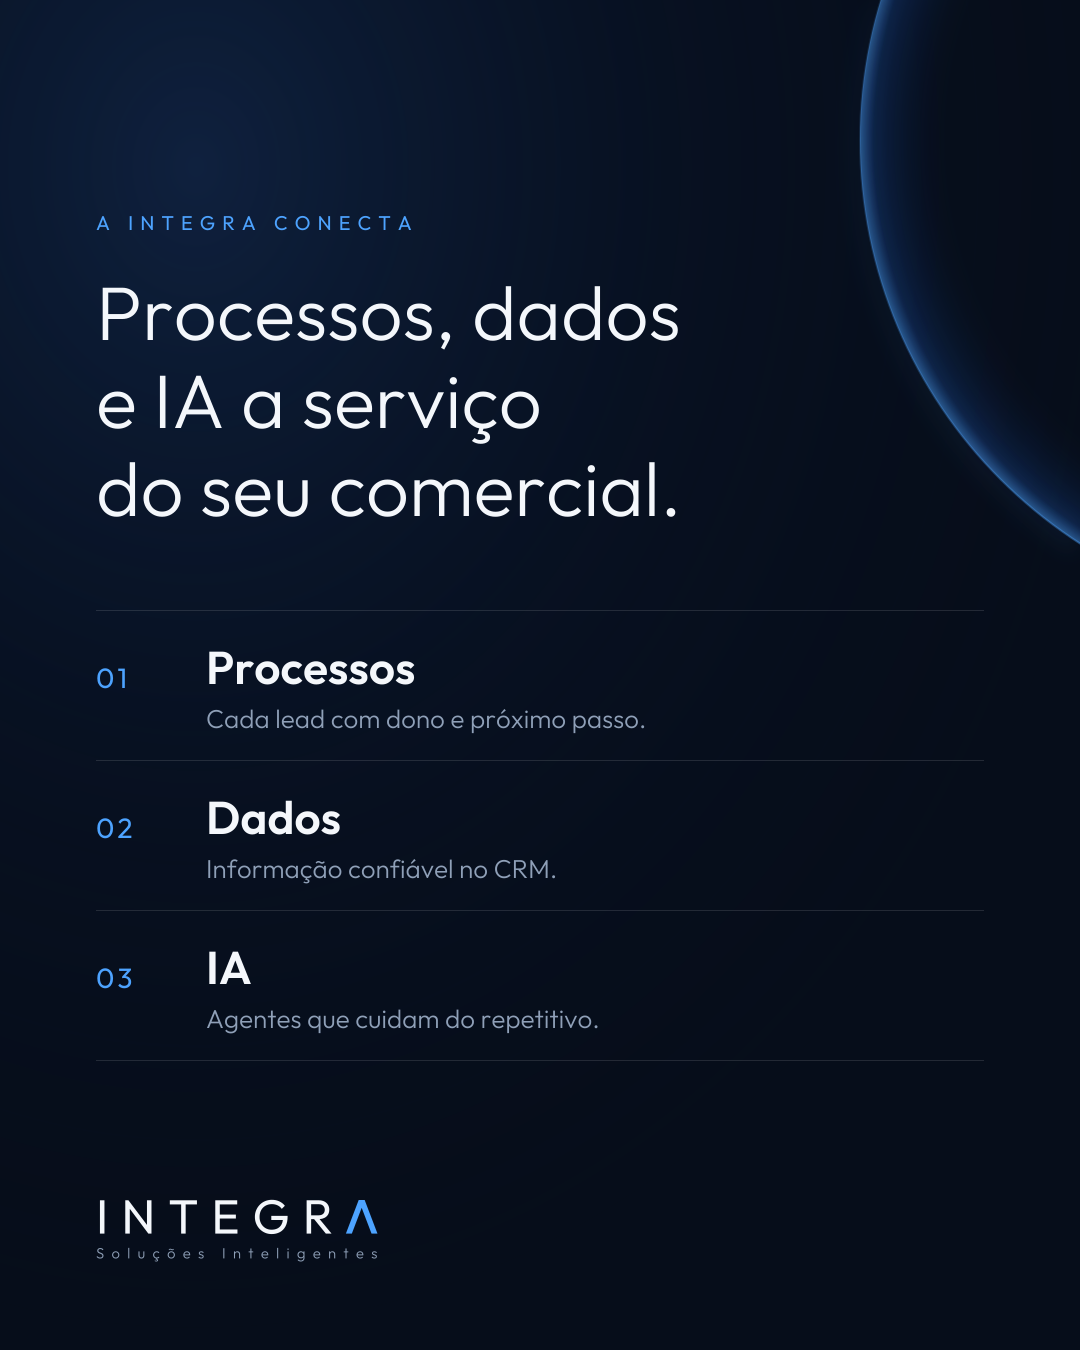 A INTEGRA CONECTA
Processos, dados
e IA a serviço
do seu comercial.
01
Processos
Cada lead com dono e próximo passo.
02
Dados
Informação confiável no CRM.
03
IA
Agentes que cuidam do repetitivo.
INTEGRA
Soluções Inteligentes